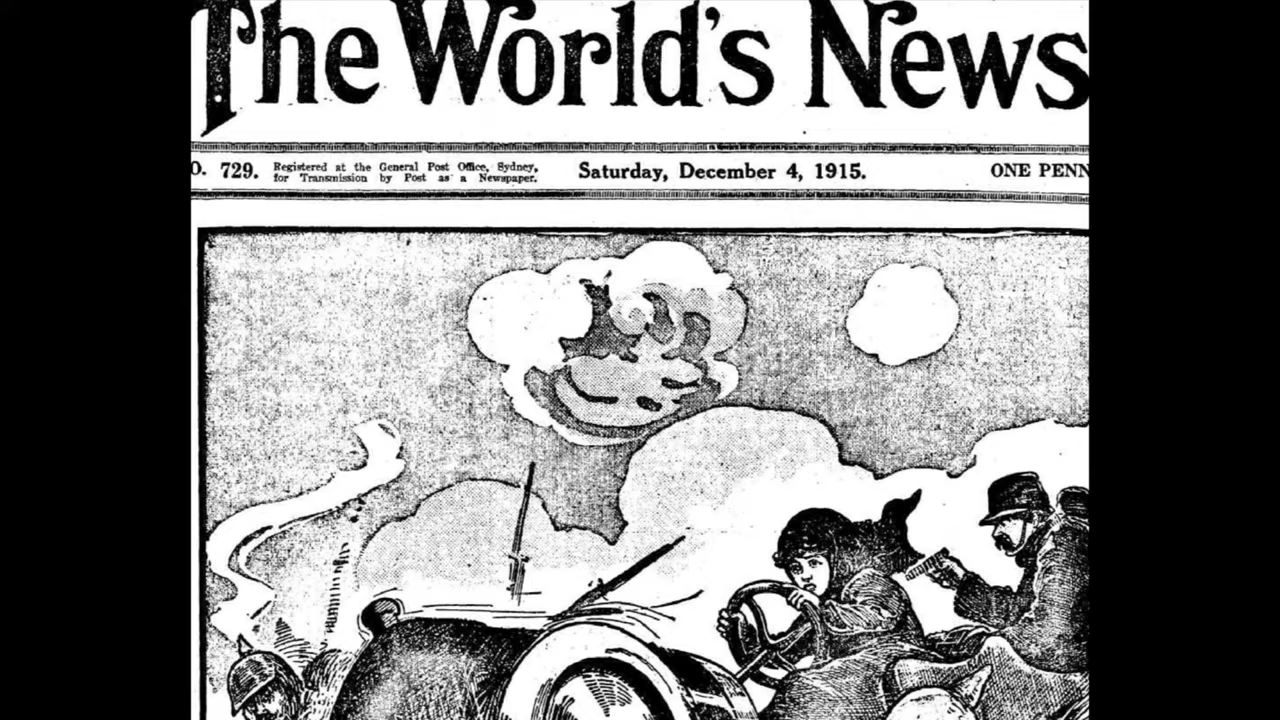 The World's News
O. 729.
Registered at the General Post Office, Sydney,
for Transmission by Post as a Newspaper.
Saturday, December 4, 1915.
ONE PENN